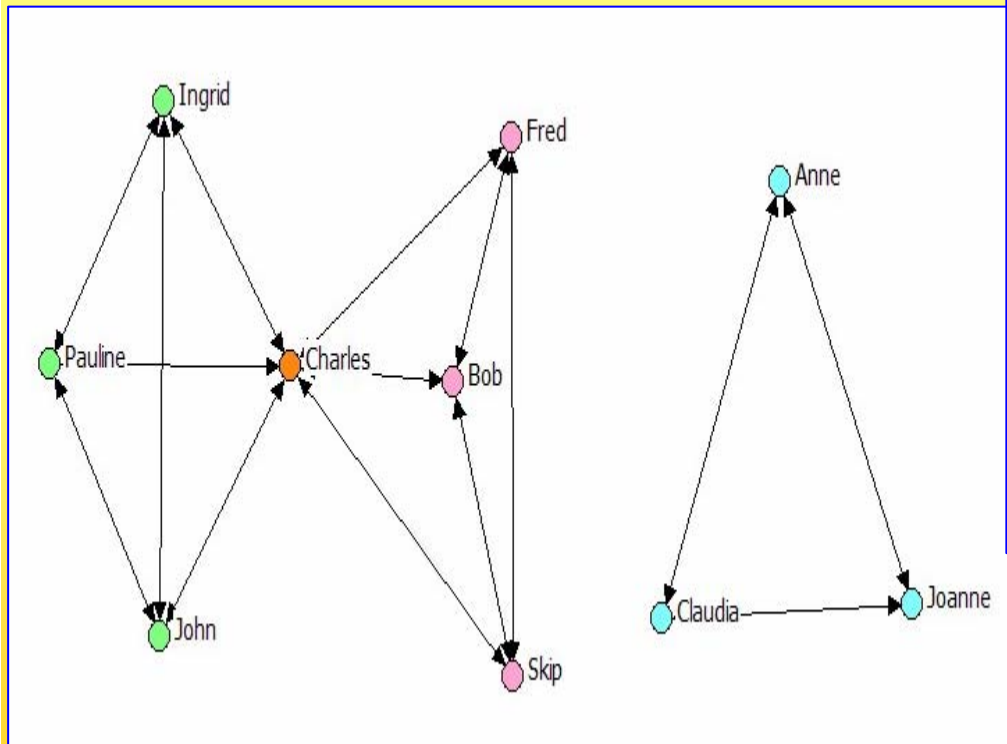 Ingrid
Fred
Anne
Pauline
Charles
Bob
Claudia
Joanne
John
Skip